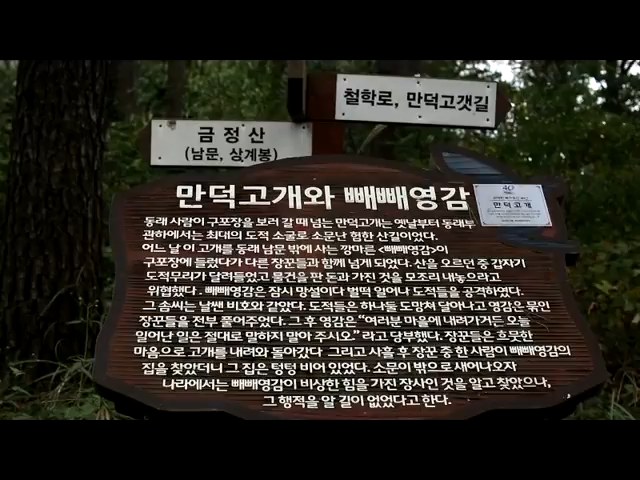 철학로, 만덕고갯길
금정산
(남문, 상계봉)
만덕고개와 빼빼영감
40
만덕고개
동래 사람이 구포장을 보러 갈 때 넘는 만덕고개는 옛날부터 동래부
관하에서는 최대의 도적 소굴로 소문난 험한 산길이었다.
어느 날 이 고개를 동래 남문 밖에 사는 깡마른 <빼빼영감>이
구포장에 들렀다가 다른 장꾼들과 함께 넘게 되었다. 산을 오르던 중 갑자기
도적무리가 달려들었고 물건을 판 돈과 가진 것을 모조리 내놓으라고
위협했다. 빼빼영감은 잠시 망설이다 벌떡 일어나 도적들을 공격하였다.
그 솜씨는 날쌘 비호와 같았다. 도적들은 하나둘 도망쳐 달아나고 영감은 묶인
장꾼들을 전부 풀어주었다. 그 후 영감은 "여러분 마을에 내려가거든 오늘
일어난 일은 절대로 말하지 말아 주시오." 라고 당부했다. 장꾼들은 흐뭇한
마음으로 고개를 내려와 돌아갔다. 그리고 사흘 후 장꾼 중 한 사람이 빼빼영감의
집을 찾았더니 그 집은 텅텅 비어 있었다. 소문이 밖으로 새어나오자
나라에서는 빼빼영감이 비상한 힘을 가진 장사인 것을 알고 찾았으나,
그 행적을 알 길이 없었다고 한다.